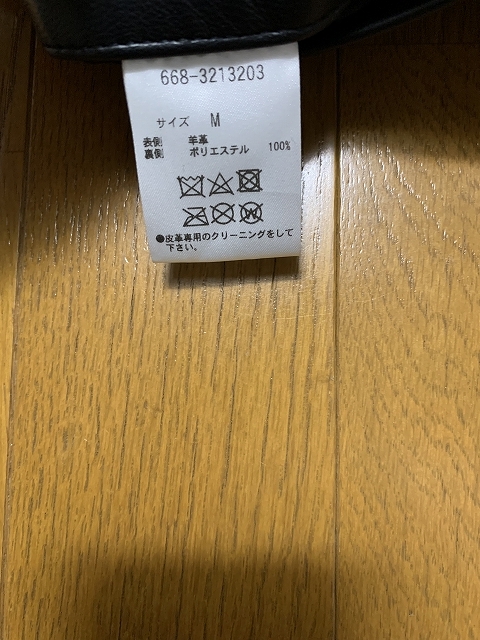 668-3213203
サイズ M
表側 羊革
裏側 ポリエステル 100%
●皮革専用のクリーニングをして
下さい。